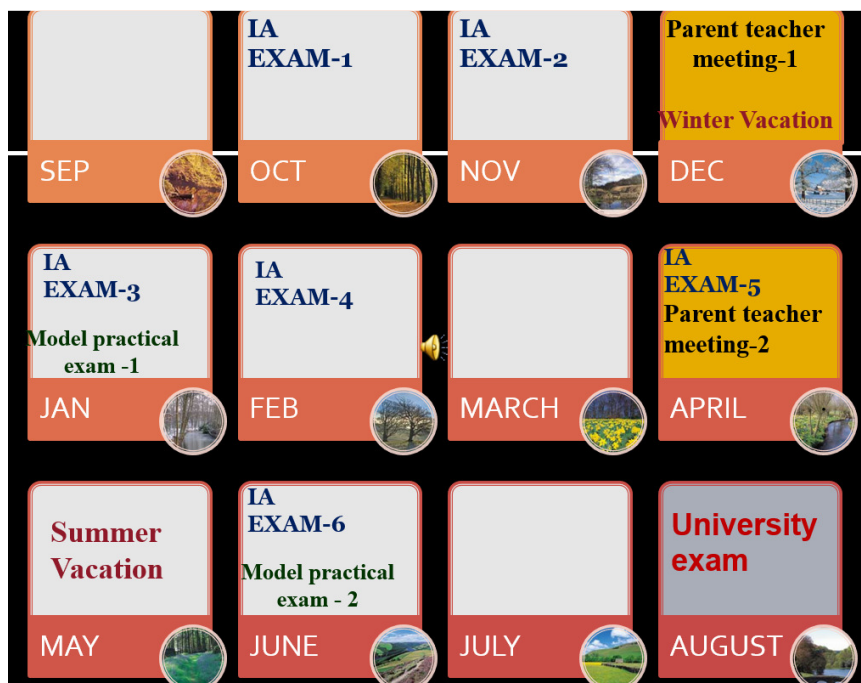 IA
EXAM-1
IA
EXAM-2
Parent teacher
meeting-1
Winter Vacation
SEP
OCT
NOV
DEC
IA
EXAM-3
Model practical
exam -1
IA
EXAM-4
IA
EXAM-5
Parent teacher
meeting-2
JAN
FEB
MARCH
APRIL
Summer
Vacation
IA
EXAM-6
Model practical
exam - 2
University
exam
MAY
JUNE
JULY
AUGUST